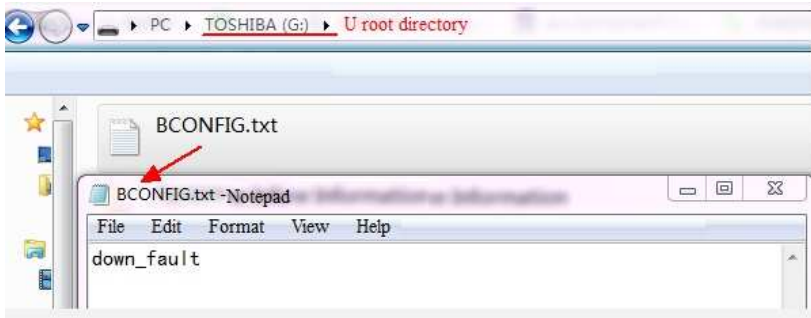 PC TOSHIBA (G:) U root directory
BCONFIG.txt
BCONFIG.txt -Notepad
File Edit Format View Help
down_fault